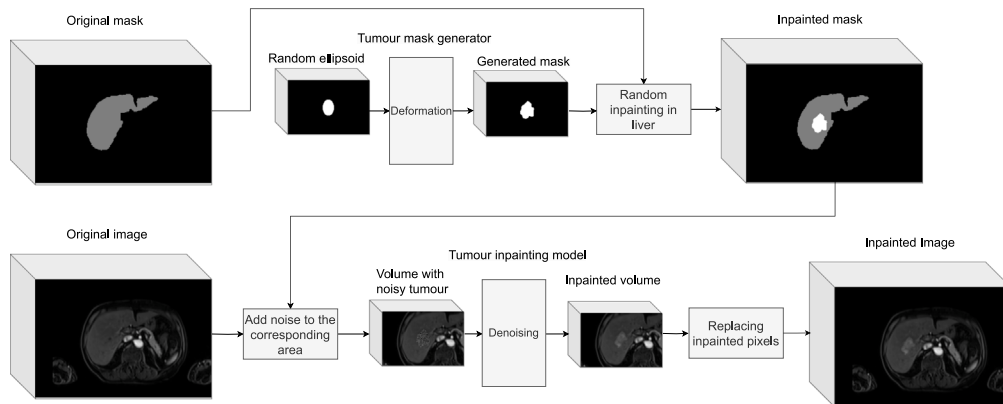 Original mask
Tumour mask generator
Random ellipsoid
Deformation
Generated mask
Random
inpainting in
liver
Inpainted mask
Original image
Add noise to the
corresponding
area
Tumour inpainting model
Volume with
noisy tumour
Denoising
Inpainted volume
Replacing
inpainted pixels
Inpainted Image